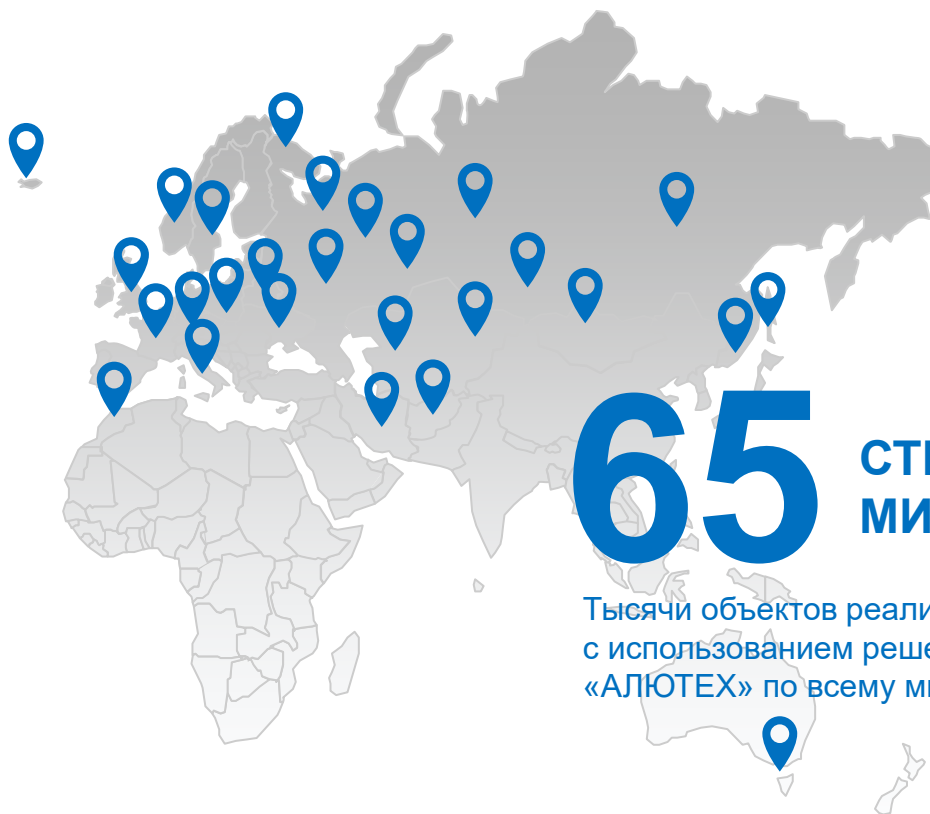 65
СТ
МИ
Тысячи объектов реали
с использованием реше
«АЛЮТЕХ» по всему ми